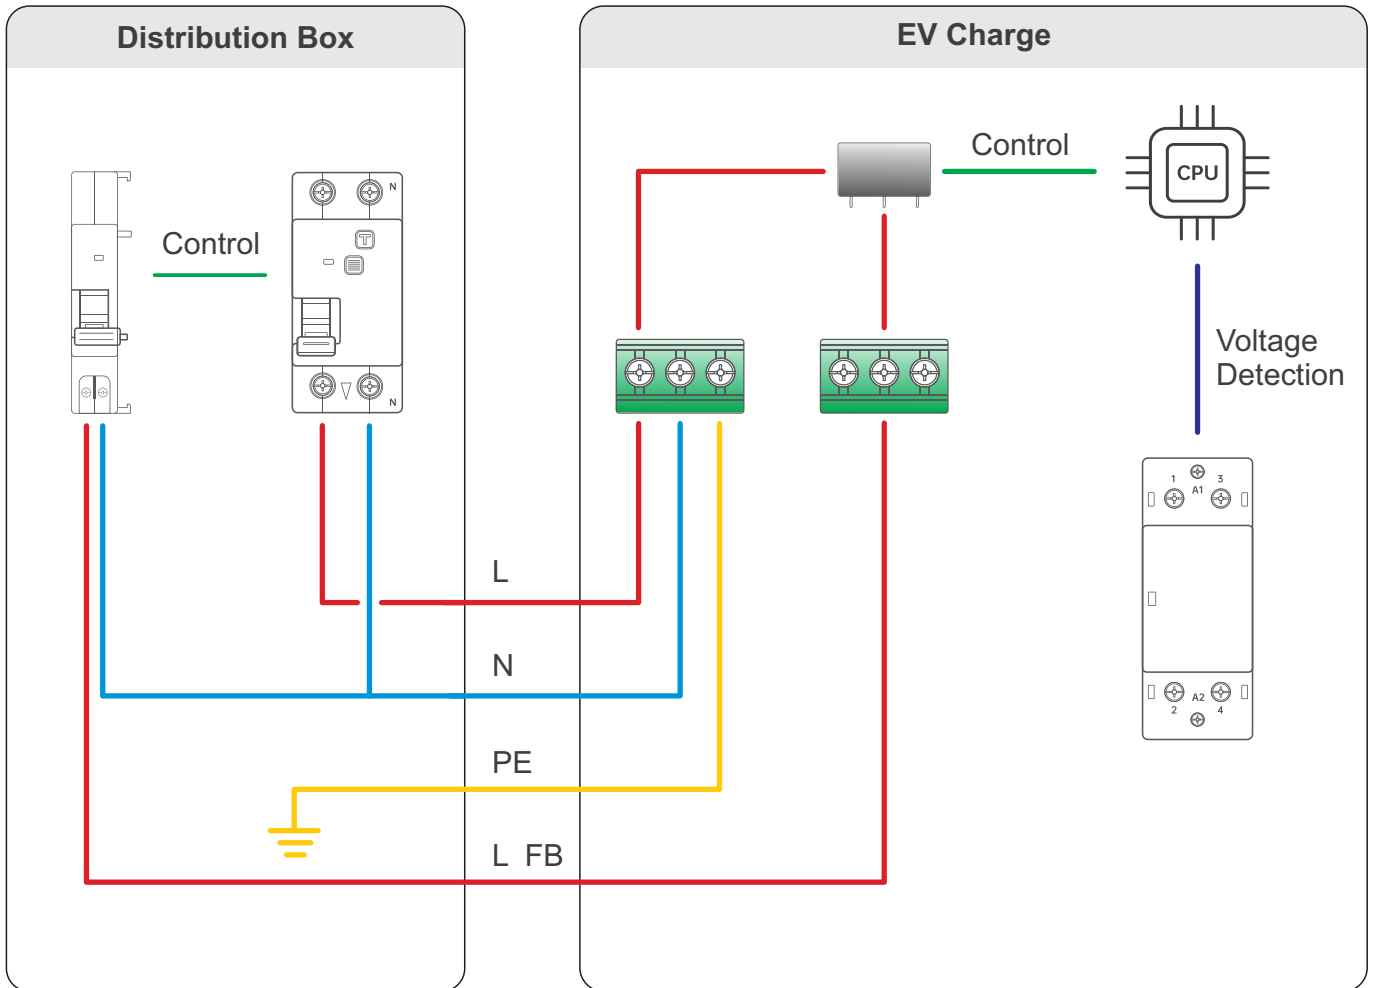 Distribution Box
EV Charge
Control
CPU
N
Control
T
Voltage
Detection
N
1
3
A1
L
N
A2
2
4
PE
L FB